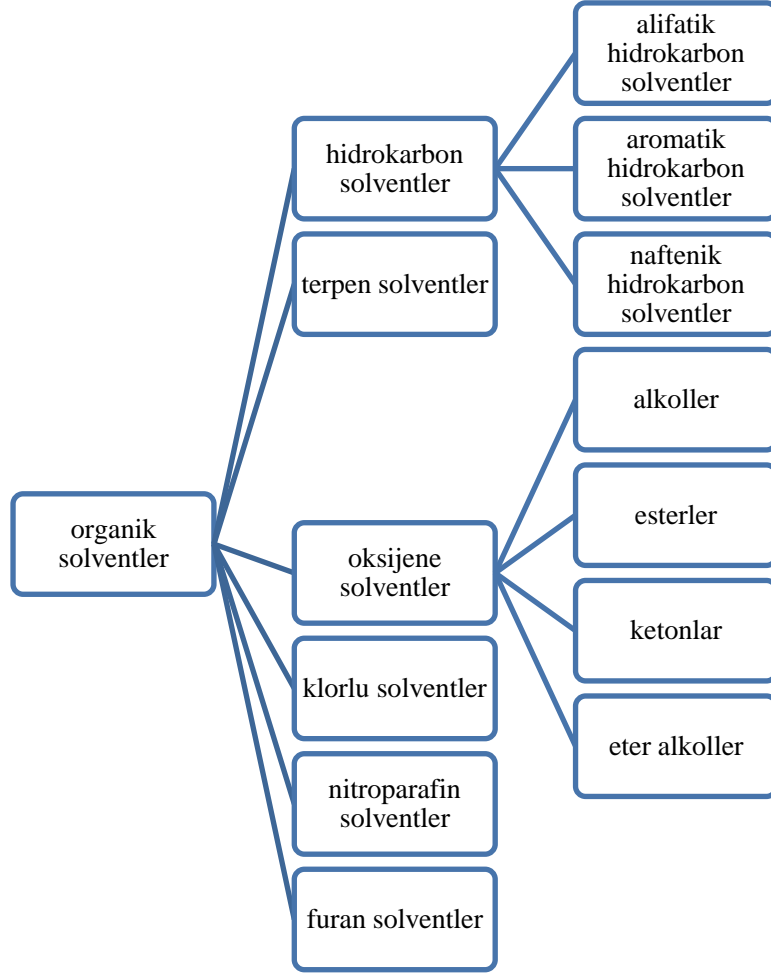 organik
solventler
hidrokarbon
solventler
alifatik
hidrokarbon
solventler
aromatik
hidrokarbon
solventler
naftenik
hidrokarbon
solventler
terpen solventler
oksijene
solventler
alkoller
esterler
ketonlar
eter alkoller
klorlu solventler
nitroparafin
solventler
furan solventler